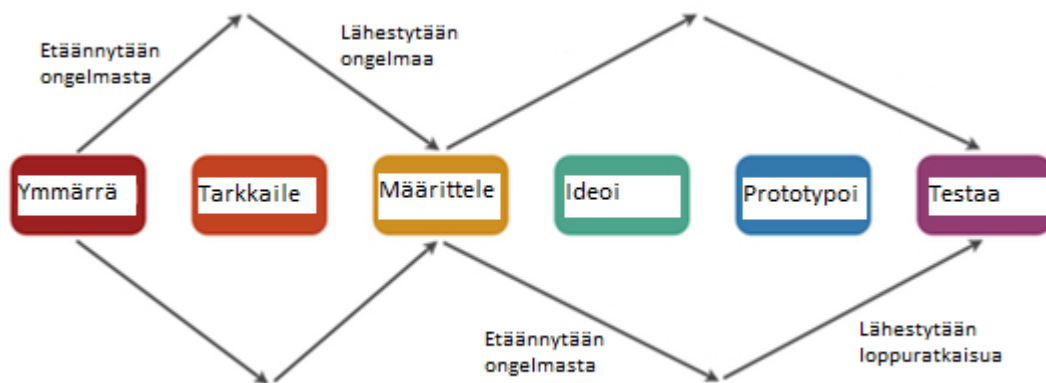 Etäännytään
ongelmasta
Lähestytään
ongelmaa
Ymmärrä
Tarkkaile
Määrittele
Ideoi
Prototypoi
Testaa
Etäännytään
ongelmasta
Lähestytään
loppuratkaisua